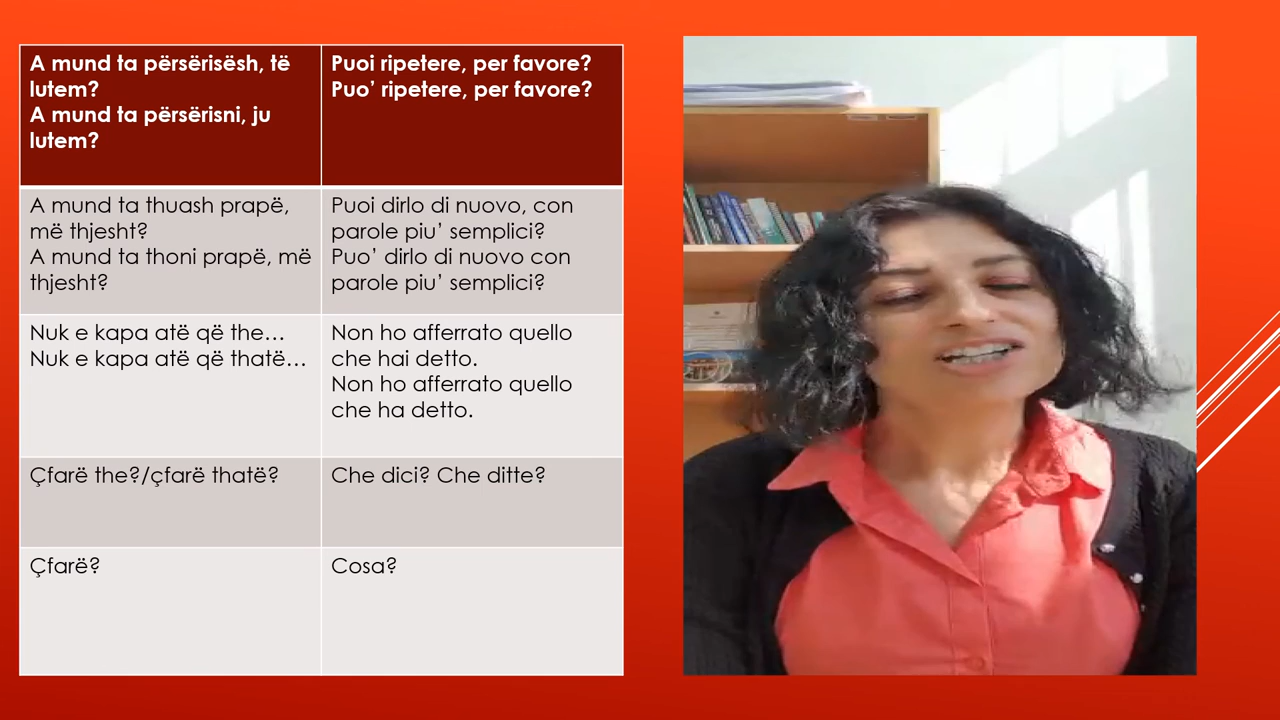 A mund ta përsërisësh, të
lutem?
A mund ta përsërisni, ju
lutem?
Puoi ripetere, per favore?
Puo’ ripetere, per favore?
A mund ta thuash prapë,
më thjesht?
A mund ta thoni prapë, më
thjesht?
Puoi dirlo di nuovo, con
parole piu’ semplici?
Puo’ dirlo di nuovo con
parole piu’ semplici?
Nuk e kapa atë që the…
Nuk e kapa atë që thatë…
Non ho afferrato quello
che hai detto.
Non ho afferrato quello
che ha detto.
Çfarë the?/çfarë thatë?
Che dici? Che ditte?
Çfarë?
Cosa?